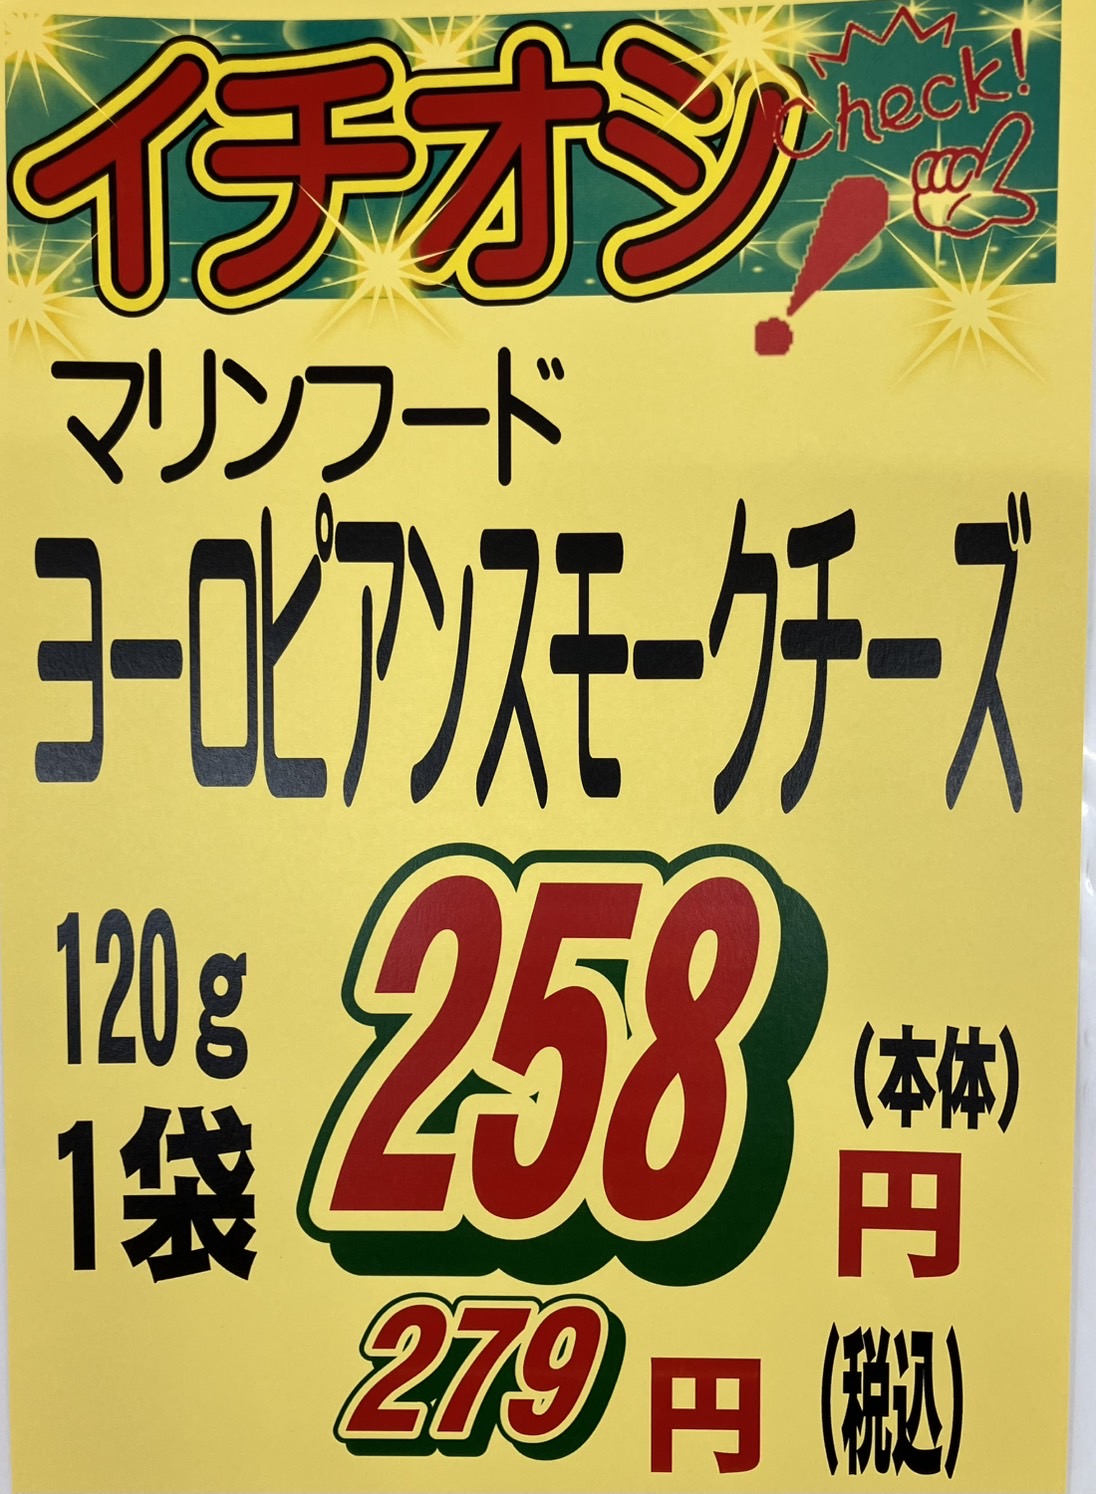 イチオシ
Check!
!
マリンフード
ヨーロピアンスモークチーズ
120g
1袋
258
(本体)
円
279円(税込)